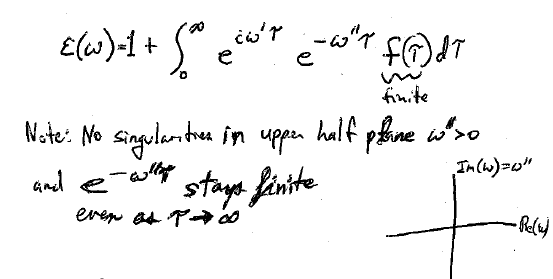 ε(ω)=1 + ∫₀^∞ e^{iω'τ} e^{-ω''τ} f(τ) dτ
finite
Note: No singularities in upper half plane ω''>0
and e^{-ω''τ} stays finite
even as τ → ∞
Im(ω)=ω''
Re(ω)